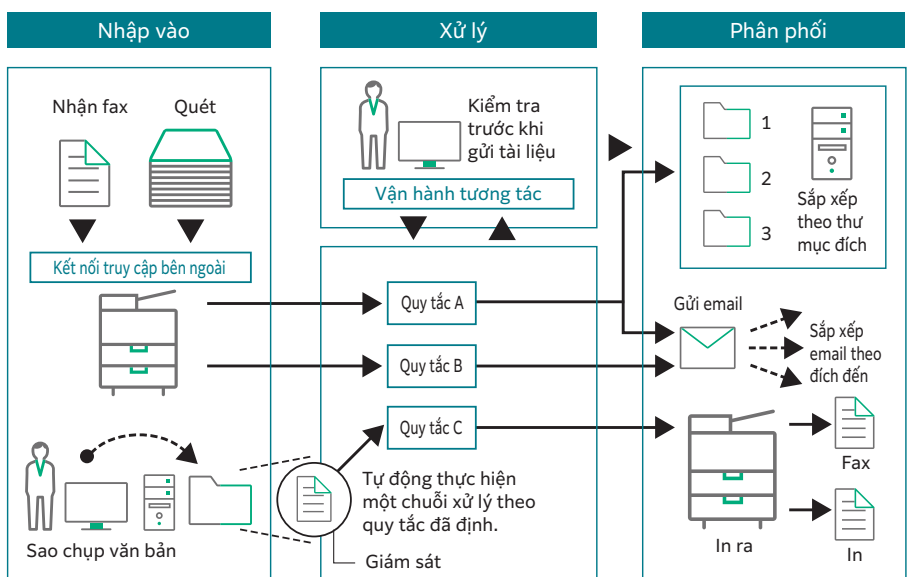 Nhập vào
Xử lý
Phân phối
Nhận fax
Quét
Kết nối truy cập bên ngoài
Sao chụp văn bản
Kiểm tra
trước khi
gửi tài liệu
Vận hành tương tác
Quy tắc A
Quy tắc B
Quy tắc C
Tự động thực hiện
một chuỗi xử lý theo
quy tắc đã định.
Giám sát
1
2
3
Sắp xếp
theo thư
mục đích
Gửi email
Sắp xếp
email theo
đích đến
Fax
In ra
In